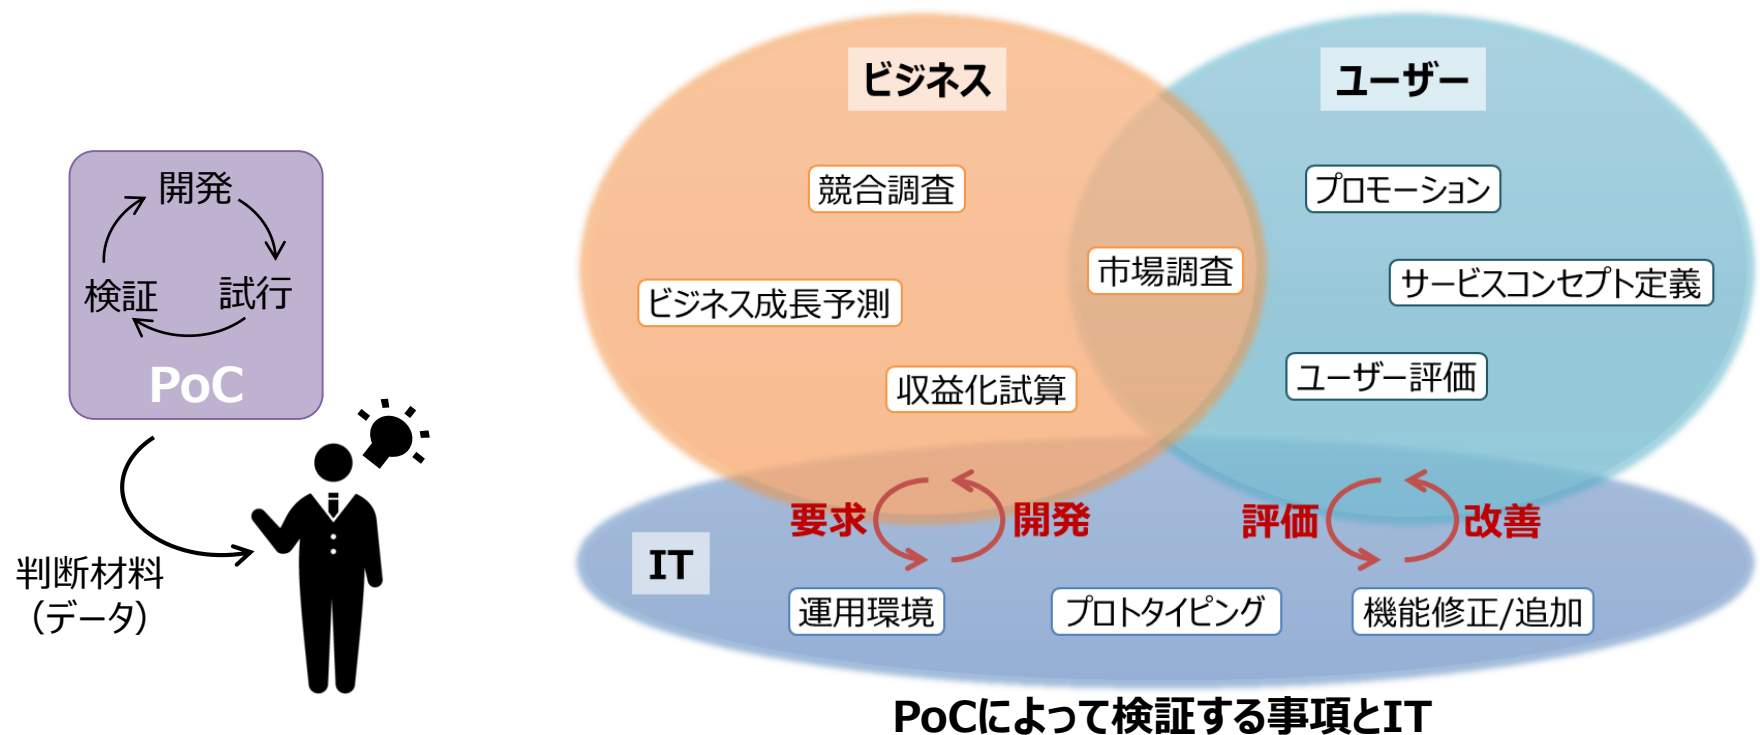 開発
試行
検証
PoC
判断材料
(データ)
ビジネス
競合調査
ビジネス成長予測
収益化試算
市場調査
ユーザー
プロモーション
サービスコンセプト定義
ユーザー評価
要求
開発
評価
改善
IT
運用環境
プロトタイピング
機能修正/追加
PoCによって検証する事項とIT